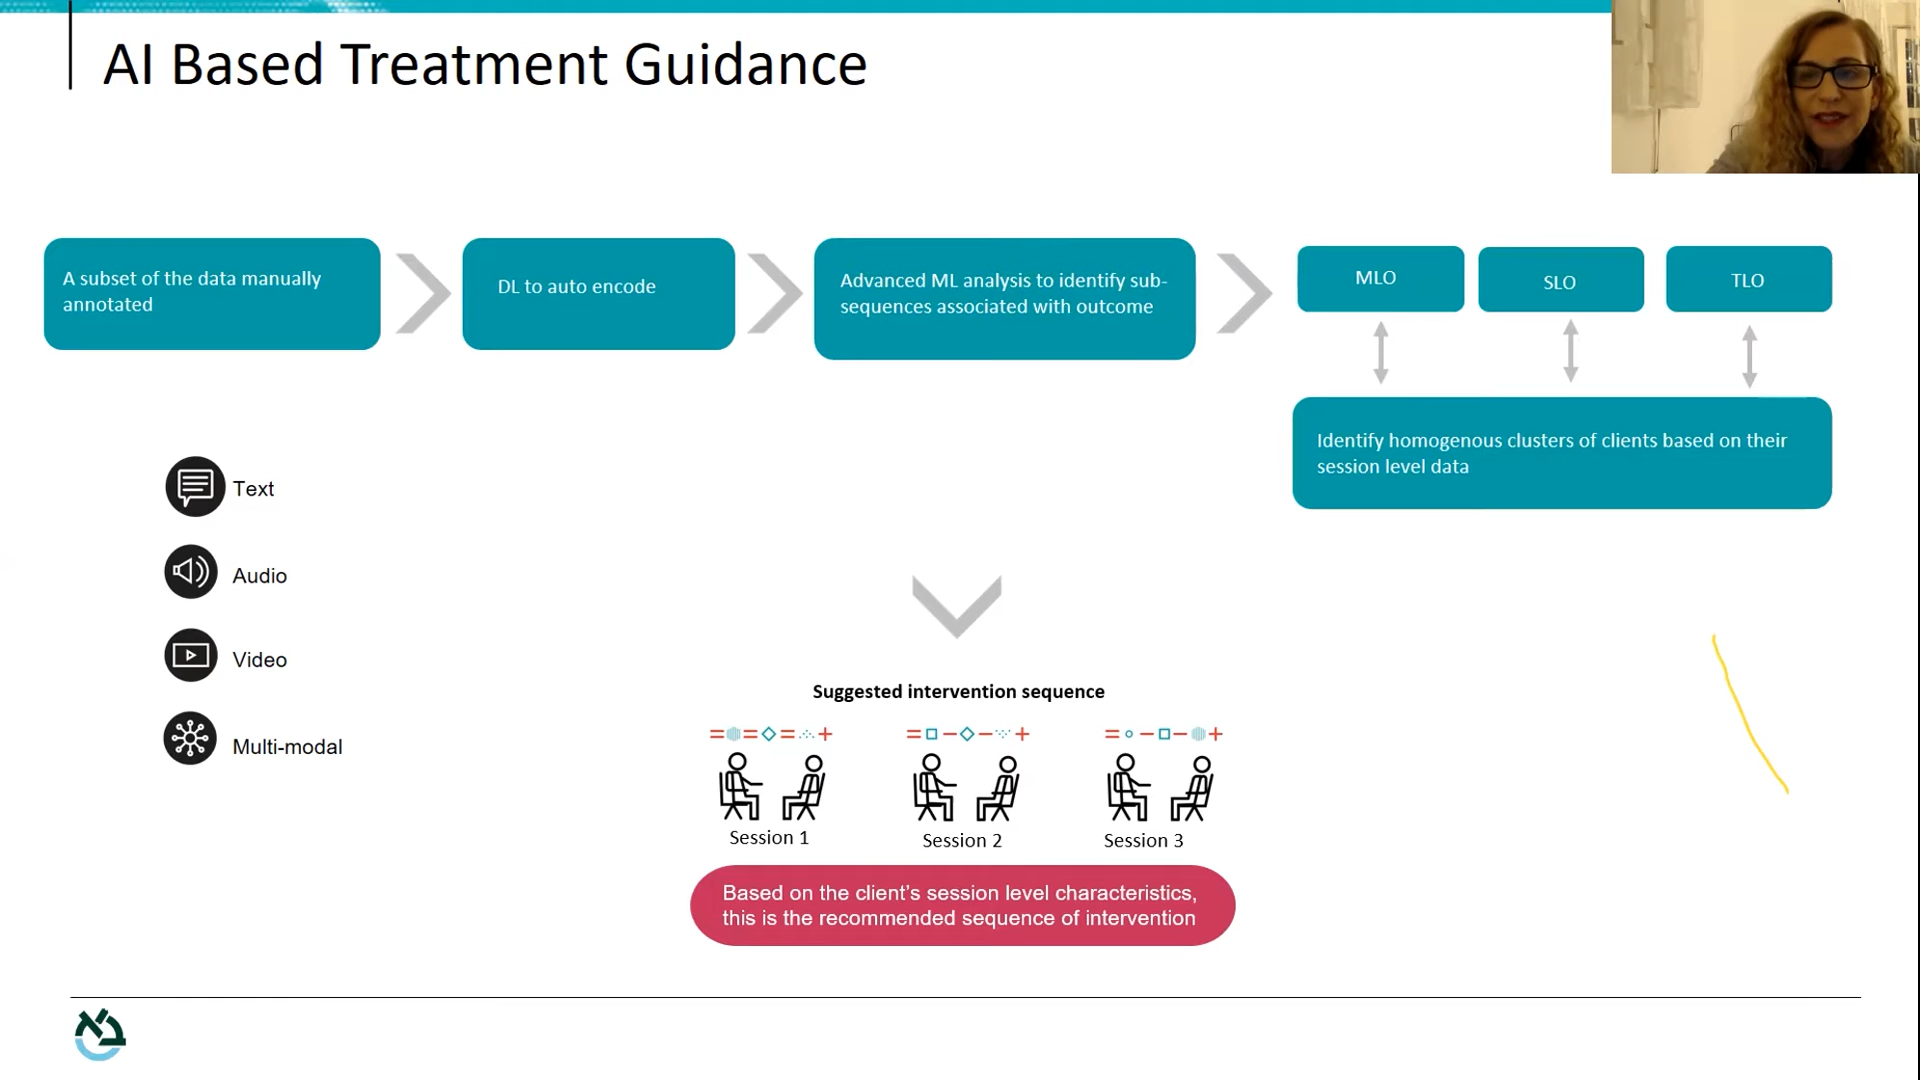 AI Based Treatment Guidance
A subset of the data manually
annotated
DL to auto encode
Advanced ML analysis to identify sub-
sequences associated with outcome
MLO
SLO
TLO
Identify homogenous clusters of clients based on their
session level data
Text
Audio
Video
Multi-modal
Suggested intervention sequence
Session 1
Session 2
Session 3
Based on the client’s session level characteristics,
this is the recommended sequence of intervention